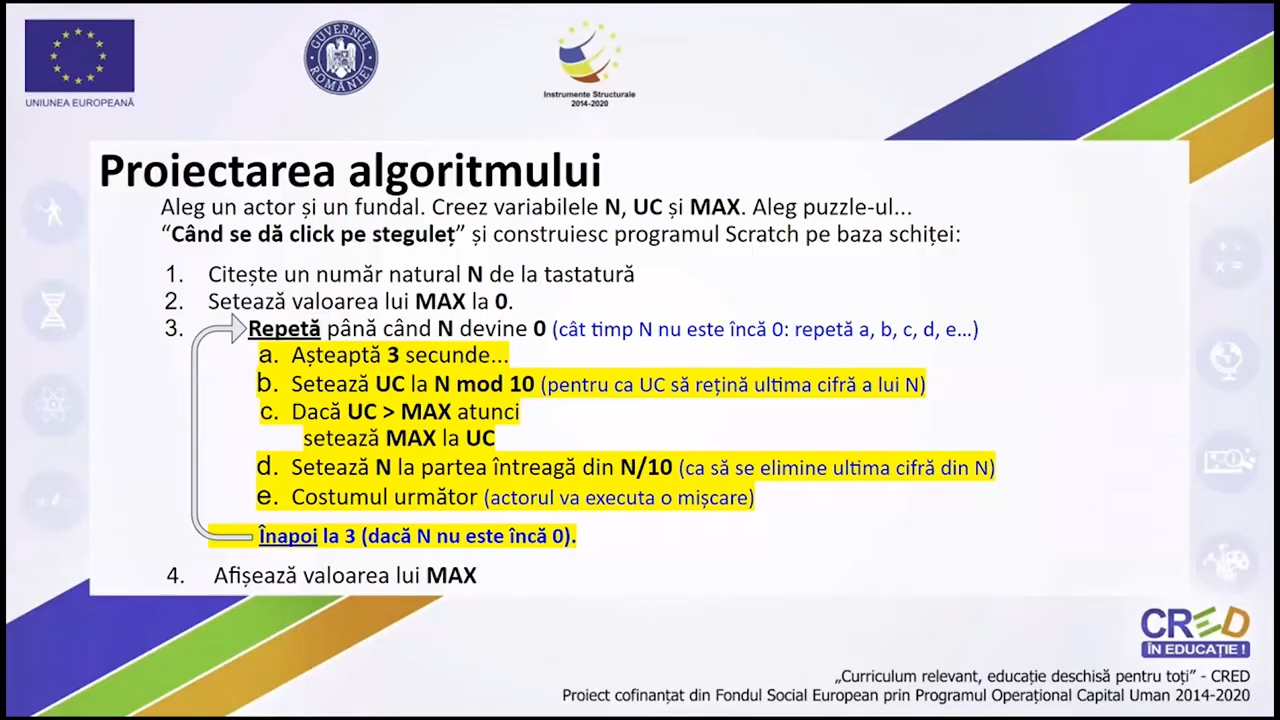 UNIUNEA EUROPEANĂ
GUVERNUL ROMÂNIEI
Instrumente Structurale
2014-2020
Proiectarea algoritmului
Aleg un actor și un fundal. Creez variabilele N, UC și MAX. Aleg puzzle-ul...
“Când se dă click pe steguleț” și construiesc programul Scratch pe baza schiței:
1. Citește un număr natural N de la tastatură
2. Setează valoarea lui MAX la 0.
3. Repetă până când N devine 0 (cât timp N nu este încă 0: repetă a, b, c, d, e...)
a. Așteaptă 3 secunde...
b. Setează UC la N mod 10 (pentru ca UC să rețină ultima cifră a lui N)
c. Dacă UC > MAX atunci
setează MAX la UC
d. Setează N la partea întreagă din N/10 (ca să se elimine ultima cifră din N)
e. Costumul următor (actorul va executa o mișcare)
Înapoi la 3 (dacă N nu este încă 0).
4. Afișează valoarea lui MAX
CRED
ÎN EDUCAȚIE !
„Curriculum relevant, educație deschisă pentru toți” - CRED
Proiect cofinanțat din Fondul Social European prin Programul Operațional Capital Uman 2014-2020